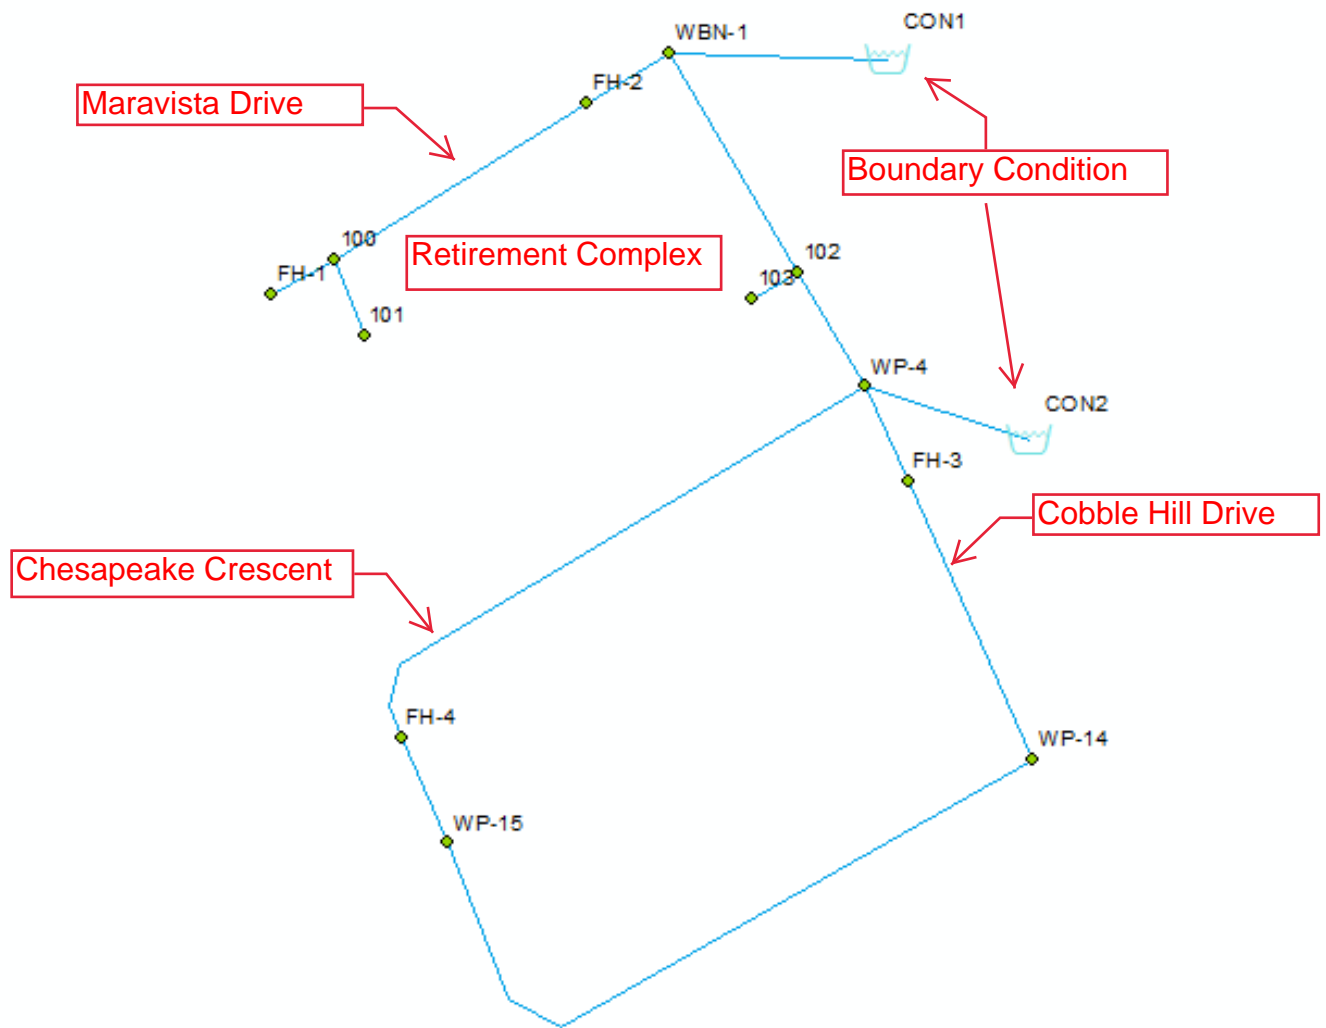 CON1
WBN-1
FH-2
Maravista Drive
Boundary Condition
100
Retirement Complex
102
FH-1
103
101
WP-4
CON2
FH-3
Cobble Hill Drive
Chesapeake Crescent
FH-4
WP-14
WP-15